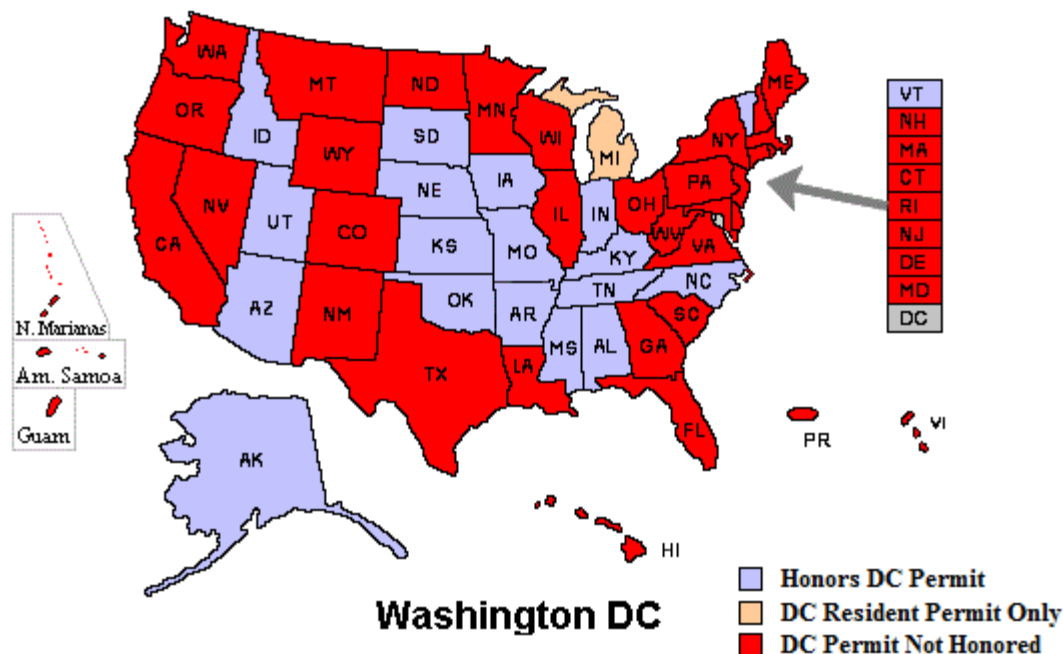 WA
MT
ND
MN
ME
VT
OR
ID
SD
WI
NY
NH
WY
MI
MA
NE
IA
PA
CT
NV
UT
CO
IL
IN
OH
RI
CA
KS
MO
WV
VA
NJ
KY
DE
AZ
NM
OK
AR
TN
NC
MD
SC
DC
MS
AL
GA
N. Marianas
TX
LA
Am. Samoa
FL
Guam
PR
VI
AK
HI
Honors DC Permit
Washington DC
DC Resident Permit Only
DC Permit Not Honored